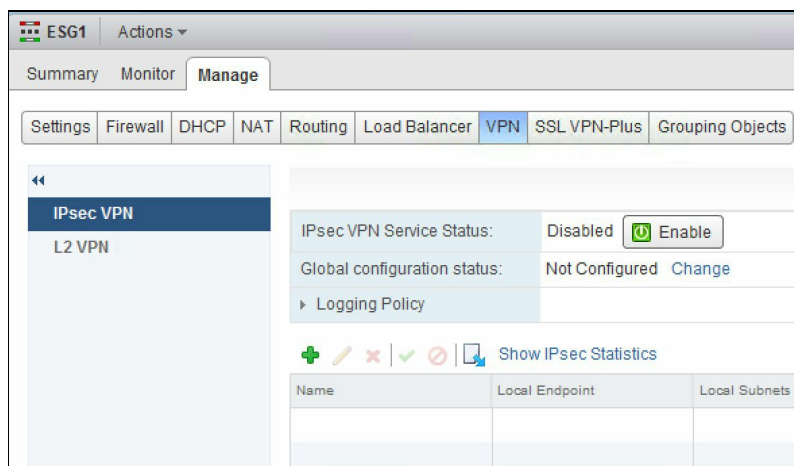 ESG1 Actions
Summary Monitor Manage
Settings Firewall DHCP NAT Routing Load Balancer VPN SSL VPN-Plus Grouping Objects
IPsec VPN
L2 VPN
IPsec VPN Service Status: Disabled Enable
Global configuration status: Not Configured Change
Logging Policy
Show IPsec Statistics
Name Local Endpoint Local Subnets